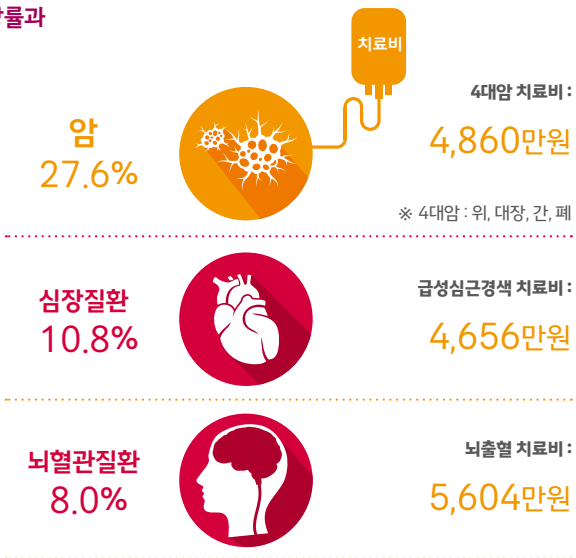 률과
치료비
암
27.6%
4대암 치료비 :
4,860만원
※ 4대암 : 위, 대장, 간, 폐
심장질환
10.8%
급성심근경색 치료비 :
4,656만원
뇌혈관질환
8.0%
뇌출혈 치료비 :
5,604만원